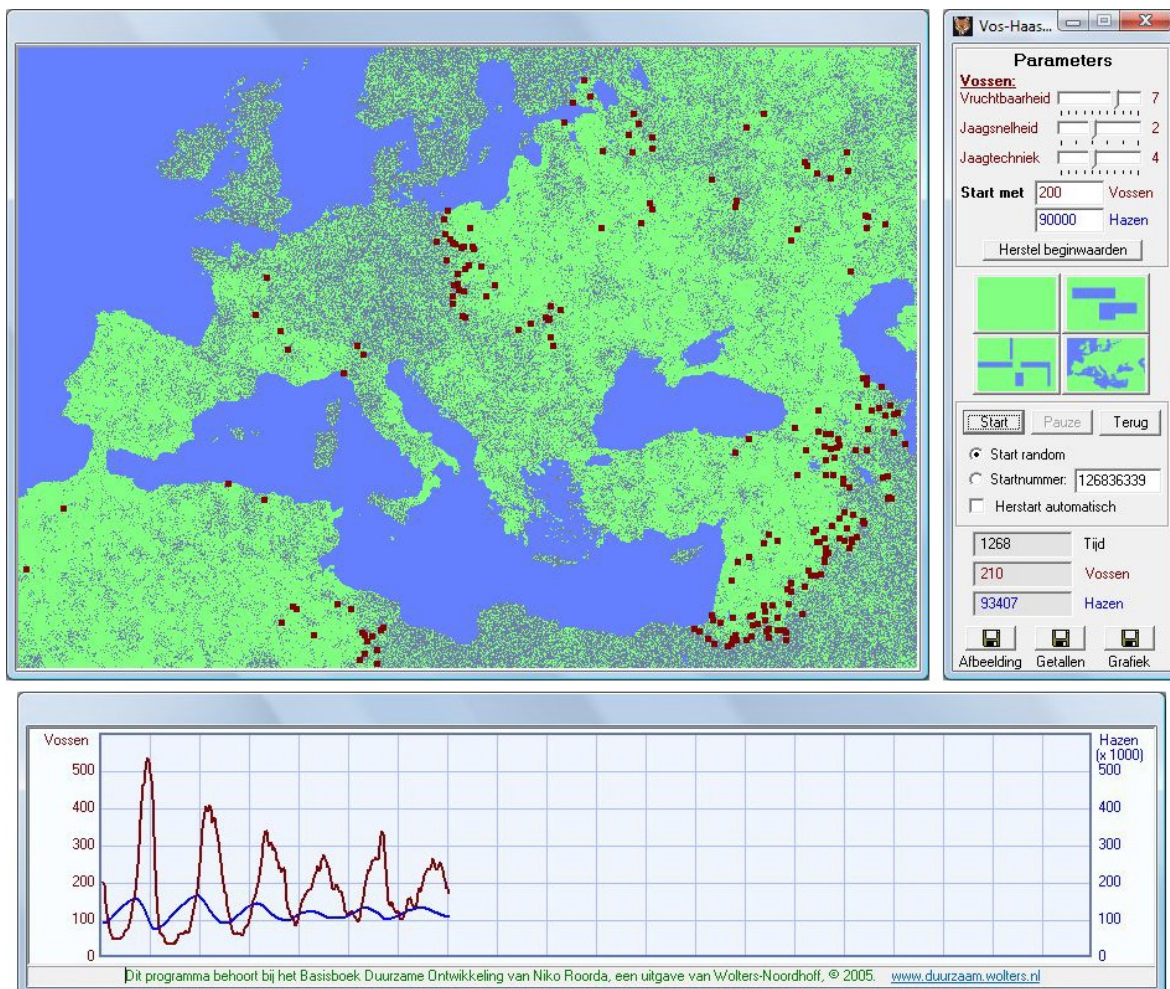 Vos-Haas...
Parameters
Vossen:
Vruchtbaarheid 7
Jaagsnelheid 2
Jaagtechniek 4
Start met 200 Vossen
90000 Hazen
Herstel beginwaarden
Start Pauze Terug
Start random
Startnummer: 126836339
Herstart automatisch
1268 Tijd
210 Vossen
93407 Hazen
Afbeelding Getallen Grafiek
Vossen
500
400
300
200
100
0
Hazen
(x 1000)
500
400
300
200
100
0
Dit programma behoort bij het Basisboek Duurzame Ontwikkeling van Niko Roorda, een uitgave van Wolters-Noordhoff, © 2005. www.duurzaam.wolters.nl